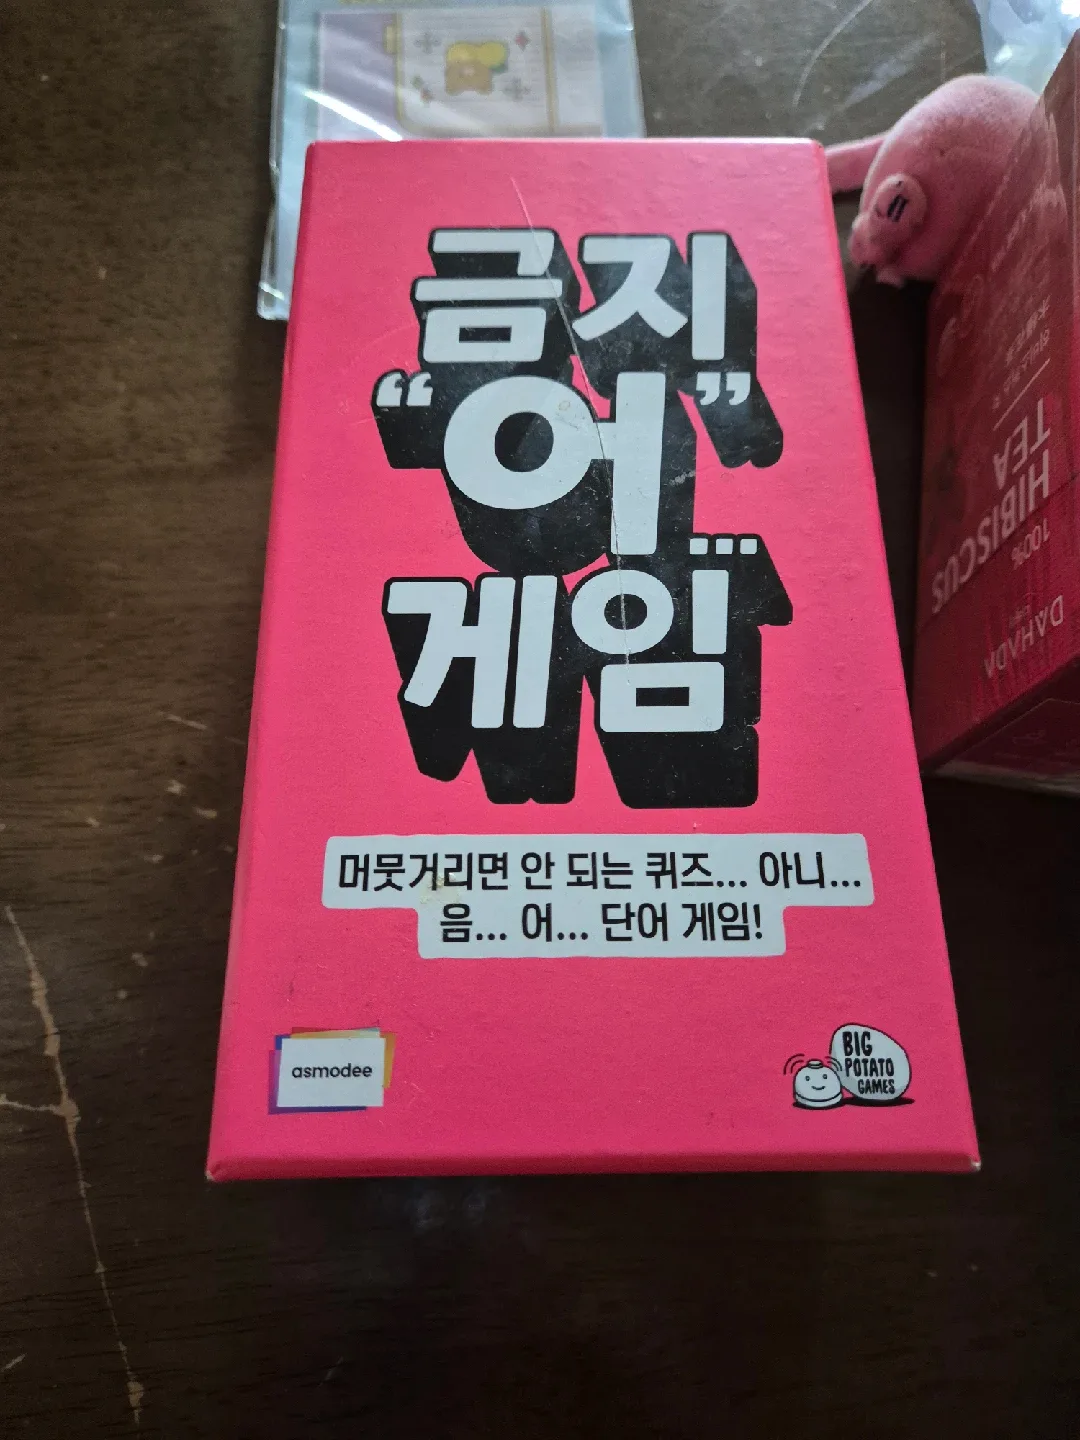 금지
“어”...
게임
머뭇거리면 안 되는 퀴즈... 아니...
음... 어... 단어 게임!
asmodee
BIG
POTATO
GAMES
DAHADA
100%
HIBISCUS
TEA